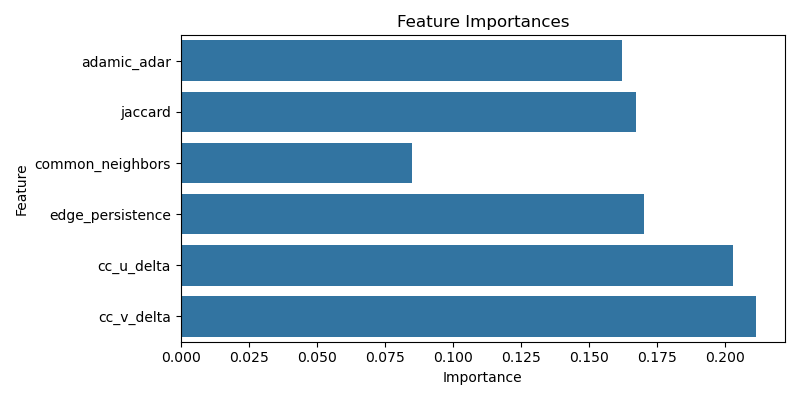 Feature Importances
adamic_adar
jaccard
common_neighbors
edge_persistence
cc_u_delta
cc_v_delta
Feature
0.000 0.025 0.050 0.075 0.100 0.125 0.150 0.175 0.200
Importance